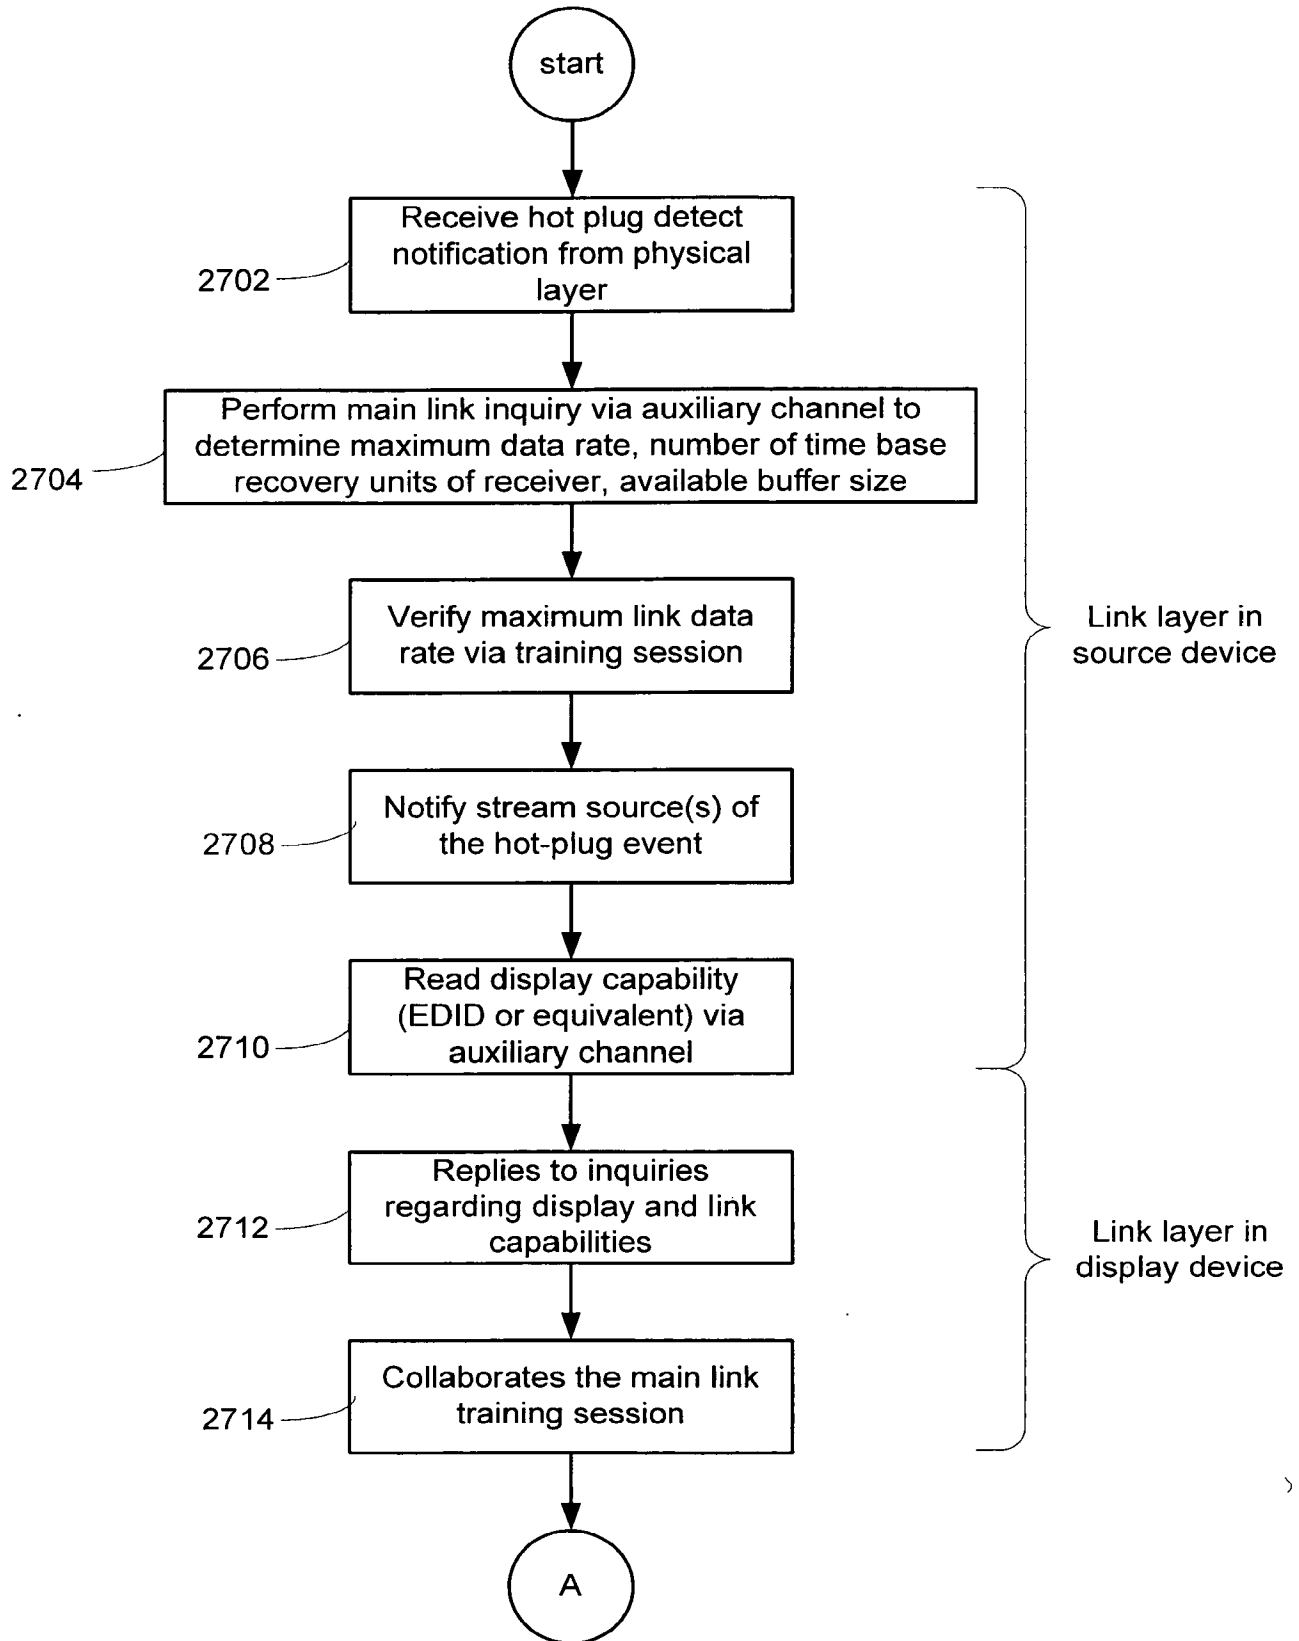 start
Receive hot plug detect
notification from physical
layer
2702
Perform main link inquiry via auxiliary channel to
determine maximum data rate, number of time base
recovery units of receiver, available buffer size
2704
Verify maximum link data
rate via training session
2706
Link layer in
source device
Notify stream source(s) of
the hot-plug event
2708
Read display capability
(EDID or equivalent) via
auxiliary channel
2710
Replies to inquiries
regarding display and link
capabilities
2712
Link layer in
display device
Collaborates the main link
training session
2714
A